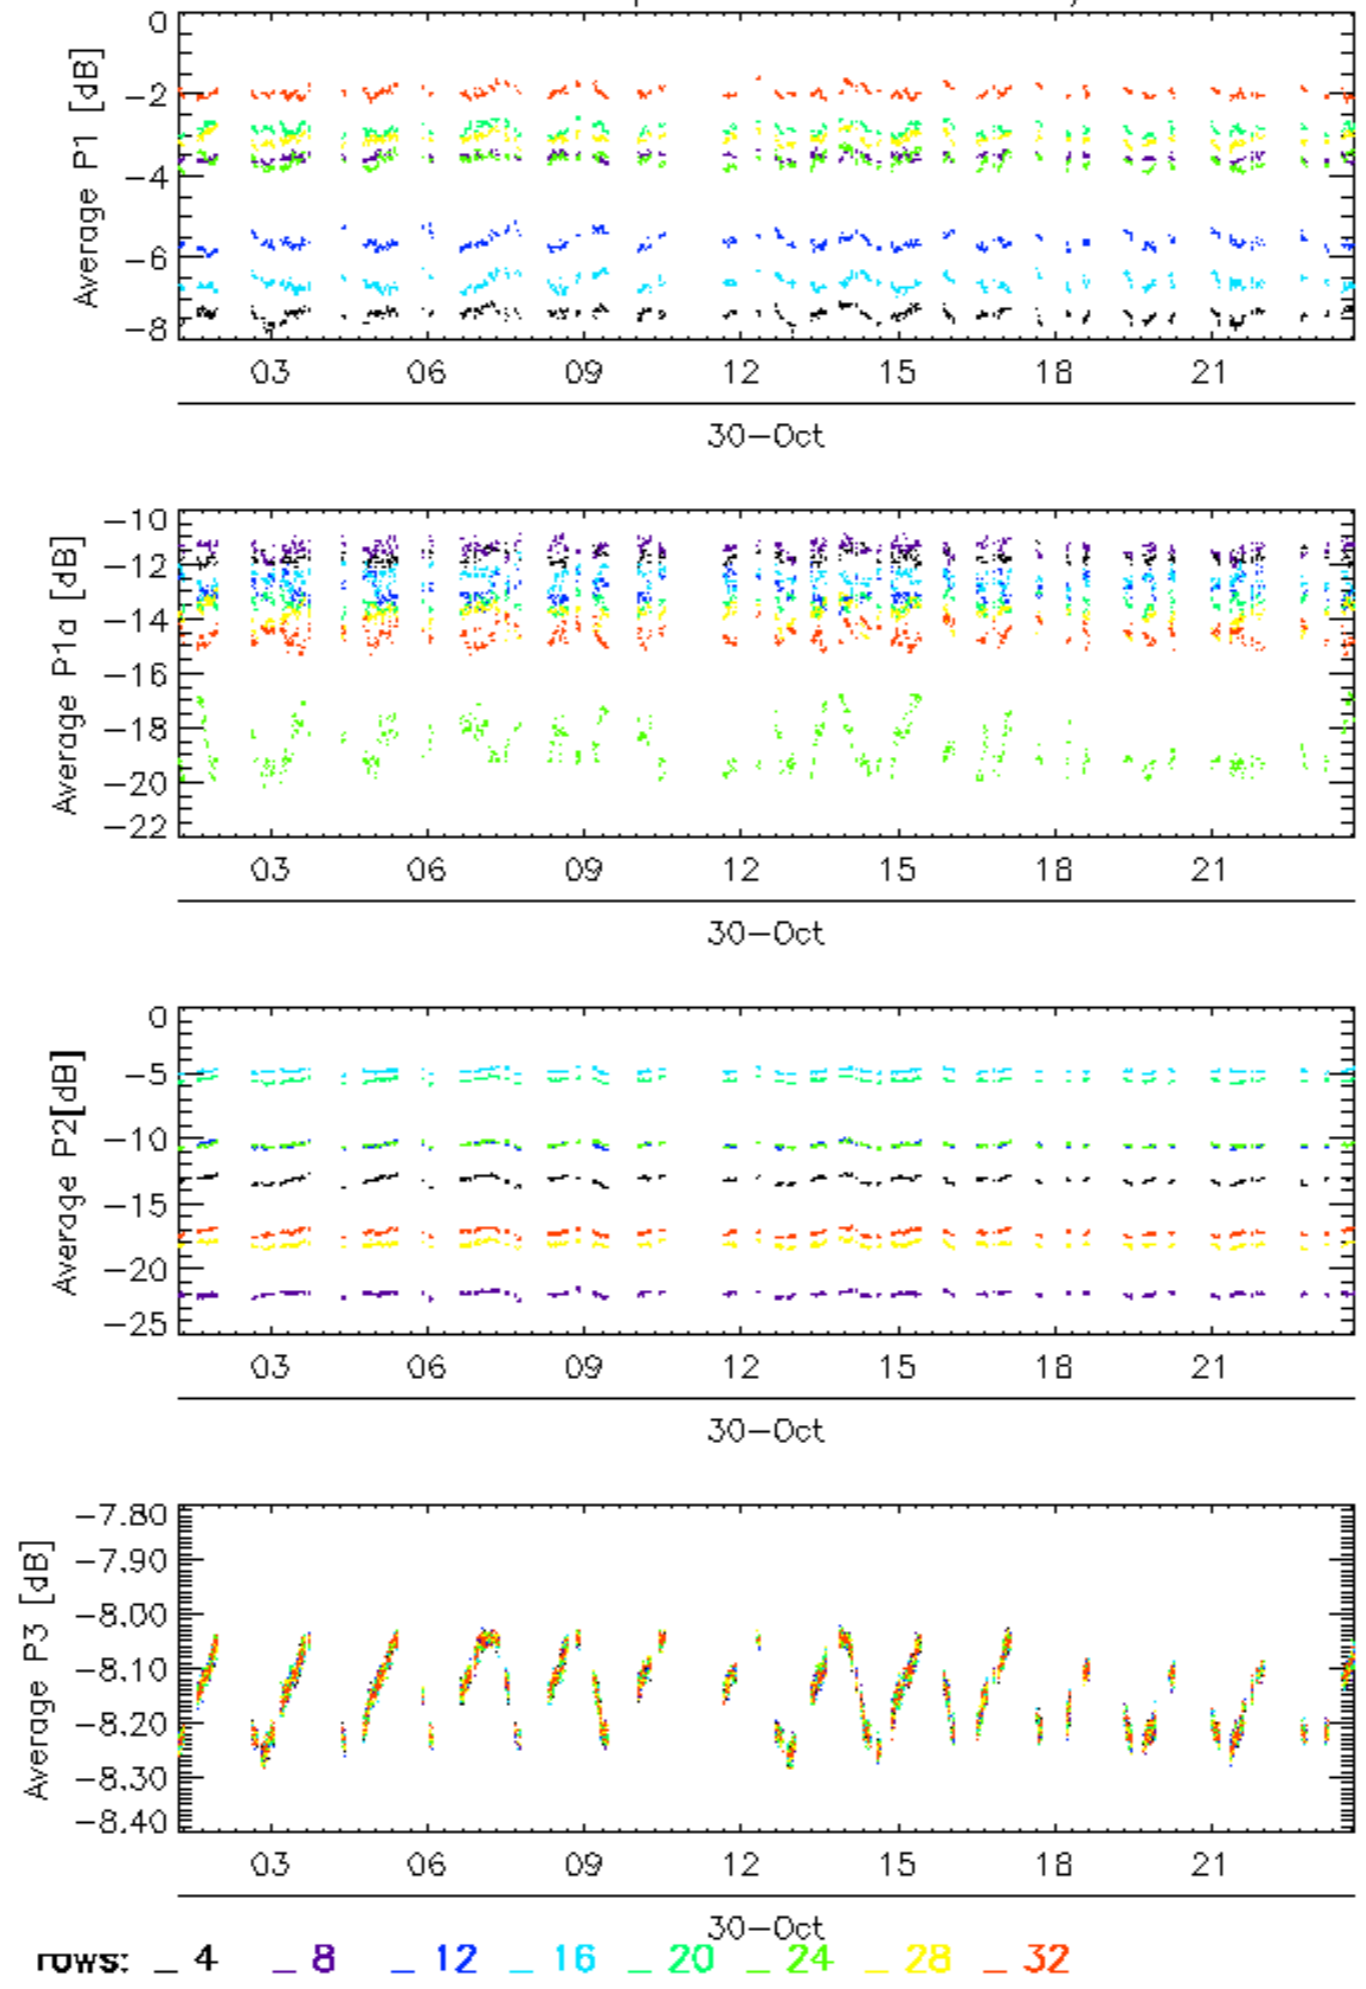 0
−2
−4
−6
−8
Average P1 [dB]
03 06 09 12 15 18 21
30−Oct
−10
−12
−14
−16
−18
−20
−22
Average P1a [dB]
03 06 09 12 15 18 21
30−Oct
0
−5
−10
−15
−20
−25
Average P2[dB]
03 06 09 12 15 18 21
30−Oct
−7.80
−7.90
−8.00
−8.10
−8.20
−8.30
−8.40
Average P3 [dB]
03 06 09 12 15 18 21
30−Oct
rows: _ 4 _ 8 _ 12 _ 16 _ 20 _ 24 _ 28 _ 32